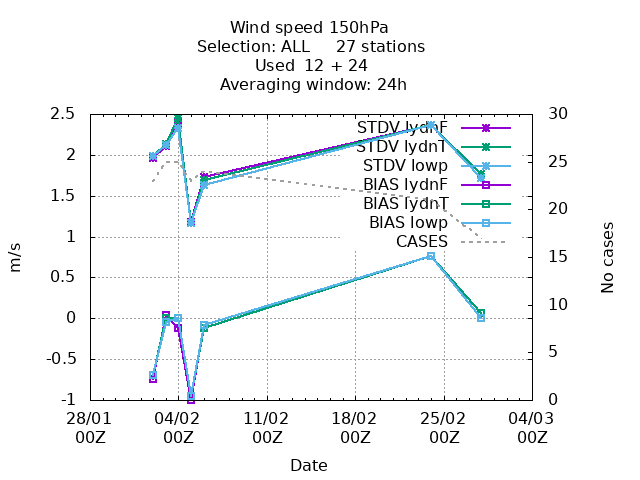 Wind speed 150hPa
Selection: ALL 27 stations
Used 12 + 24
Averaging window: 24h
2.5 30
STDV lydnF
2 25
STDV lydnT
STDV lowp
BIAS lydnF
1.5 20
BIAS lydnT
BIAS lowp
1 15
CASES
m/s
No cases
0.5 10
0
-0.5 5
-1 0
28/01 04/02 11/02 18/02 25/02 04/03
00Z 00Z 00Z 00Z 00Z 00Z
Date